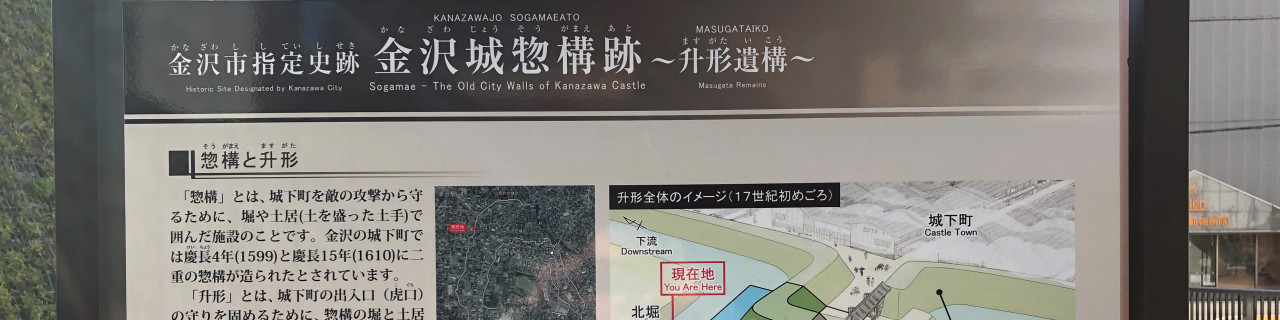 KANAZAWAJO SOGAMAEATO
MASUGATAIKO
かなざわししていしせき
かなざわじょうそうがまえあと
ますがたいこう
金沢市指定史跡 金沢城惣構跡 ～升形遺構～
Historic Site Designated by Kanazawa City
Sogamae - The Old City Walls of Kanazawa Castle
Masugata Remains
そうがまえ ますがた
惣構と升形
「惣構」とは、城下町を敵の攻撃から守
るために、堀や土居(土を盛った土手)で
囲んだ施設のことです。金沢の城下町で
けいちょう
は慶長4年(1599)と慶長15年(1610)に二
重の惣構が造られたとされています。
こぐち
「升形」とは、城下町の出入口（虎口）
の守りを固めるために、惣構の堀と土居
現在地
升形全体のイメージ(17世紀初めごろ)
下流
Downstream
城下町
Castle Town
現在地
You Are Here
北堀